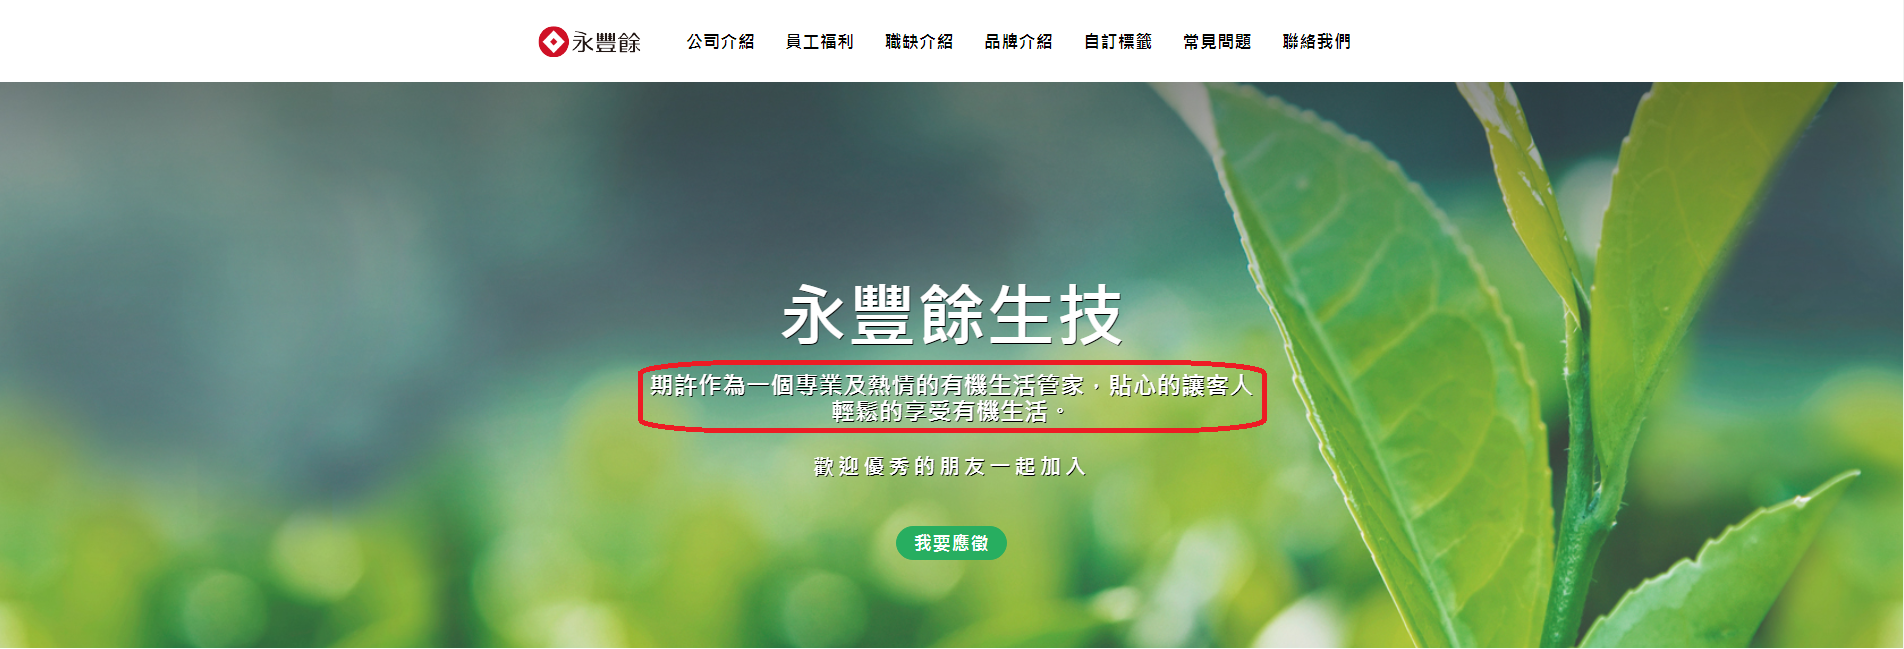 永豐餘 公司介紹 員工福利 職缺介紹 品牌介紹 自訂標籤 常見問題 聯絡我們
永豐餘生技
期許作為一個專業及熱情的有機生活管家，貼心的讓客人
輕鬆的享受有機生活。
歡迎優秀的朋友一起加入
我要應徵